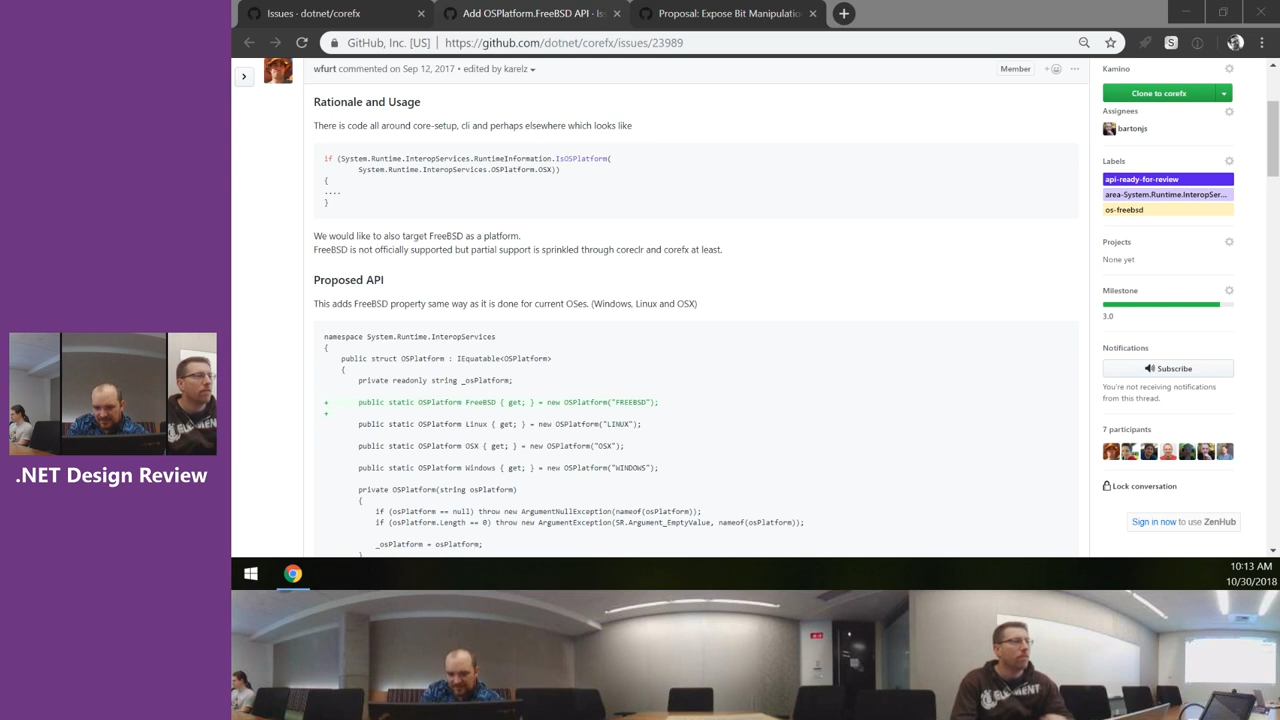 Issues - dotnet/corefx
Add OSPlatform.FreeBSD API · Iss
Proposal: Expose Bit Manipulation
GitHub, Inc. [US] | https://github.com/dotnet/corefx/issues/23989
wfurt commented on Sep 12, 2017 • edited by karelz
Member
Rationale and Usage
There is code all around core-setup, cli and perhaps elsewhere which looks like
if (System.Runtime.InteropServices.RuntimeInformation.IsOSPlatform(
System.Runtime.InteropServices.OSPlatform.OSX))
{
....
}
We would like to also target FreeBSD as a platform.
FreeBSD is not officially supported but partial support is sprinkled through coreclr and corefx at least.
Proposed API
This adds FreeBSD property same way as it is done for current OSes. (Windows, Linux and OSX)
namespace System.Runtime.InteropServices
{
public struct OSPlatform : IEquatable<OSPlatform>
{
private readonly string _osPlatform;
+ public static OSPlatform FreeBSD { get; } = new OSPlatform("FREEBSD");
+
public static OSPlatform Linux { get; } = new OSPlatform("LINUX");
public static OSPlatform OSX { get; } = new OSPlatform("OSX");
public static OSPlatform Windows { get; } = new OSPlatform("WINDOWS");
private OSPlatform(string osPlatform)
{
if (osPlatform == null) throw new ArgumentNullException(nameof(osPlatform));
if (osPlatform.Length == 0) throw new ArgumentException(SR.Argument_EmptyValue, nameof(osPlatform));
_osPlatform = osPlatform;
}
Kamino
Clone to corefx
Assignees
bartonjs
Labels
api-ready-for-review
area-System.Runtime.InteropSer...
os-freebsd
Projects
None yet
Milestone
3.0
Notifications
Subscribe
You're not receiving notifications
from this thread.
7 participants
Lock conversation
Sign in now to use ZenHub
.NET Design Review
10:13 AM
10/30/2018
ELEMENT